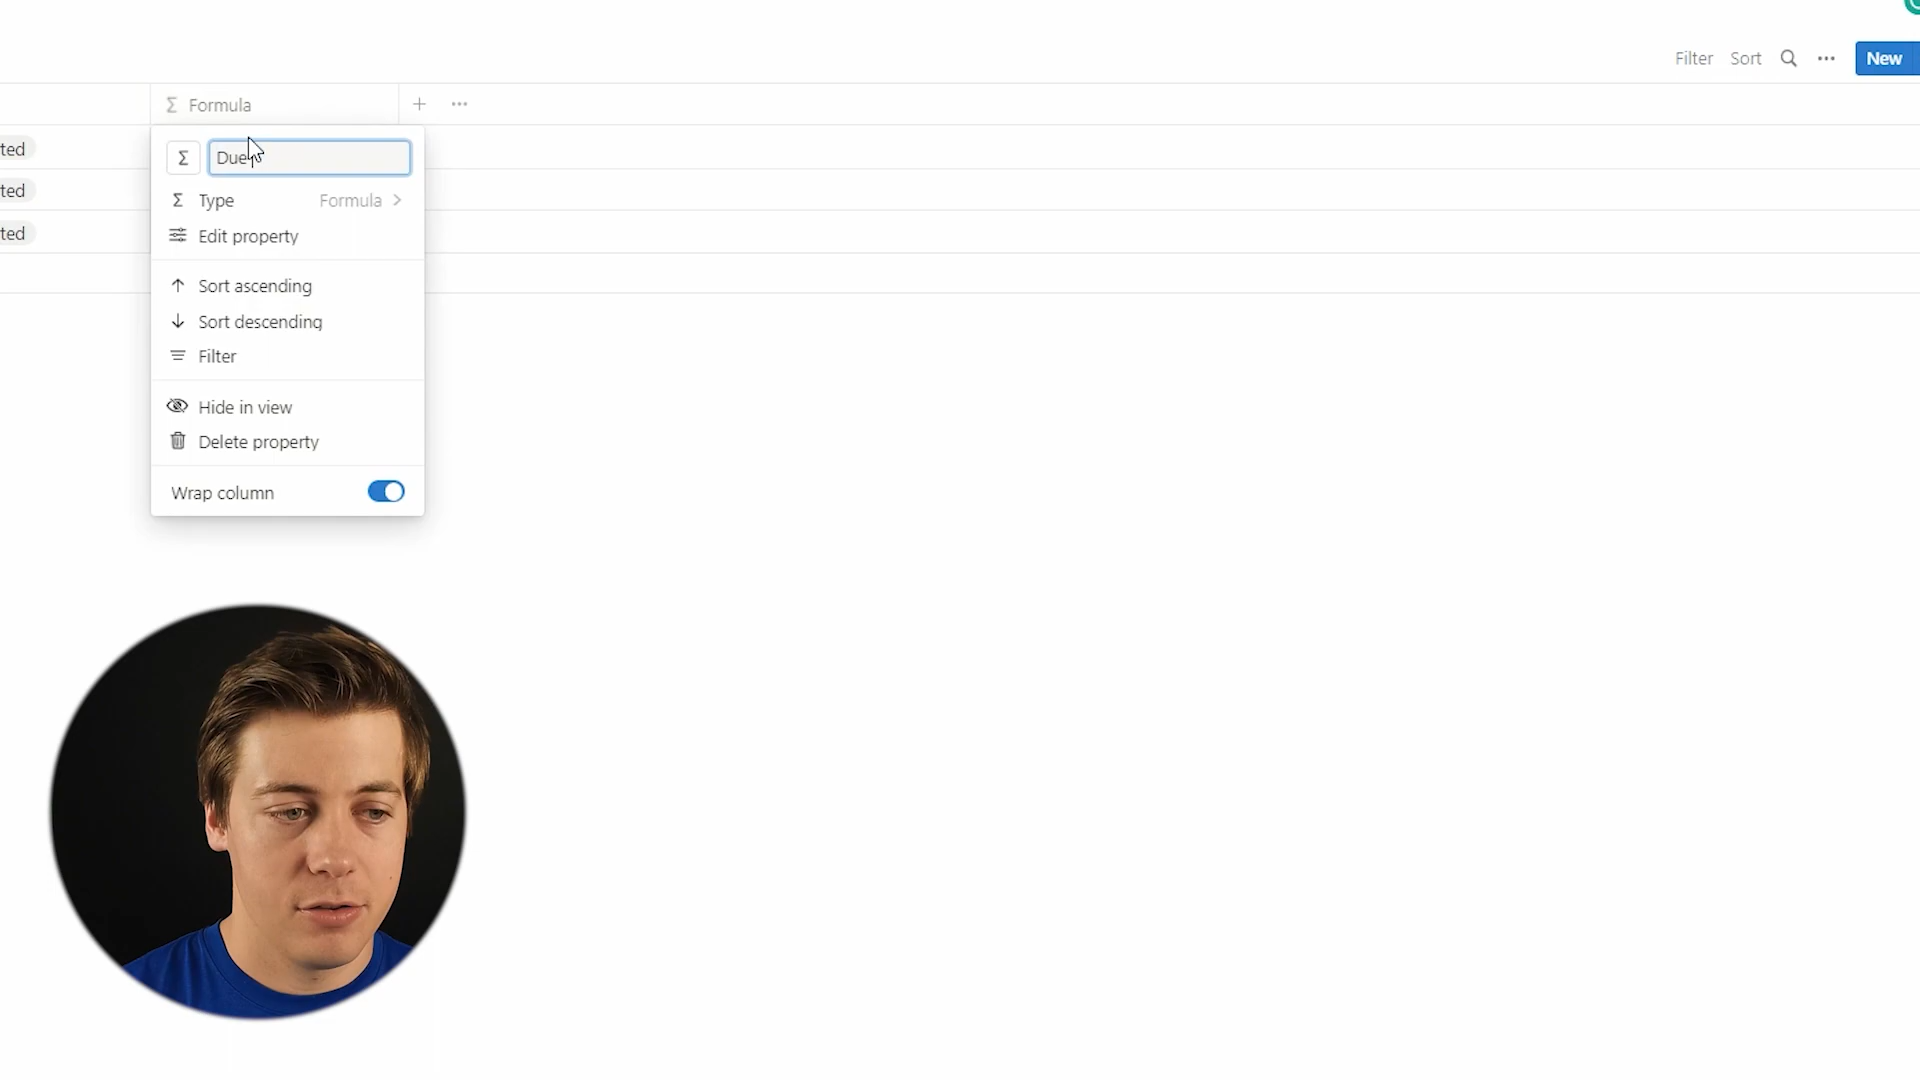 Filter Sort New
Σ Formula
ted
Due
Σ Type Formula
ted
Edit property
ted
Sort ascending
Sort descending
Filter
Hide in view
Delete property
Wrap column